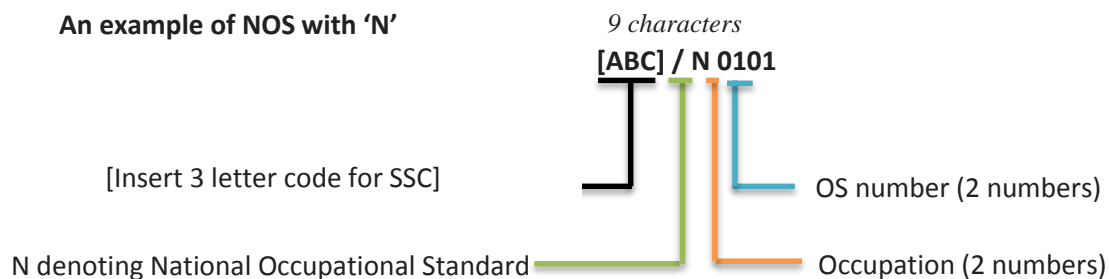 An example of NOS with ‘N’
9 characters
[ABC] / N 0101
[Insert 3 letter code for SSC]
OS number (2 numbers)
N denoting National Occupational Standard
Occupation (2 numbers)